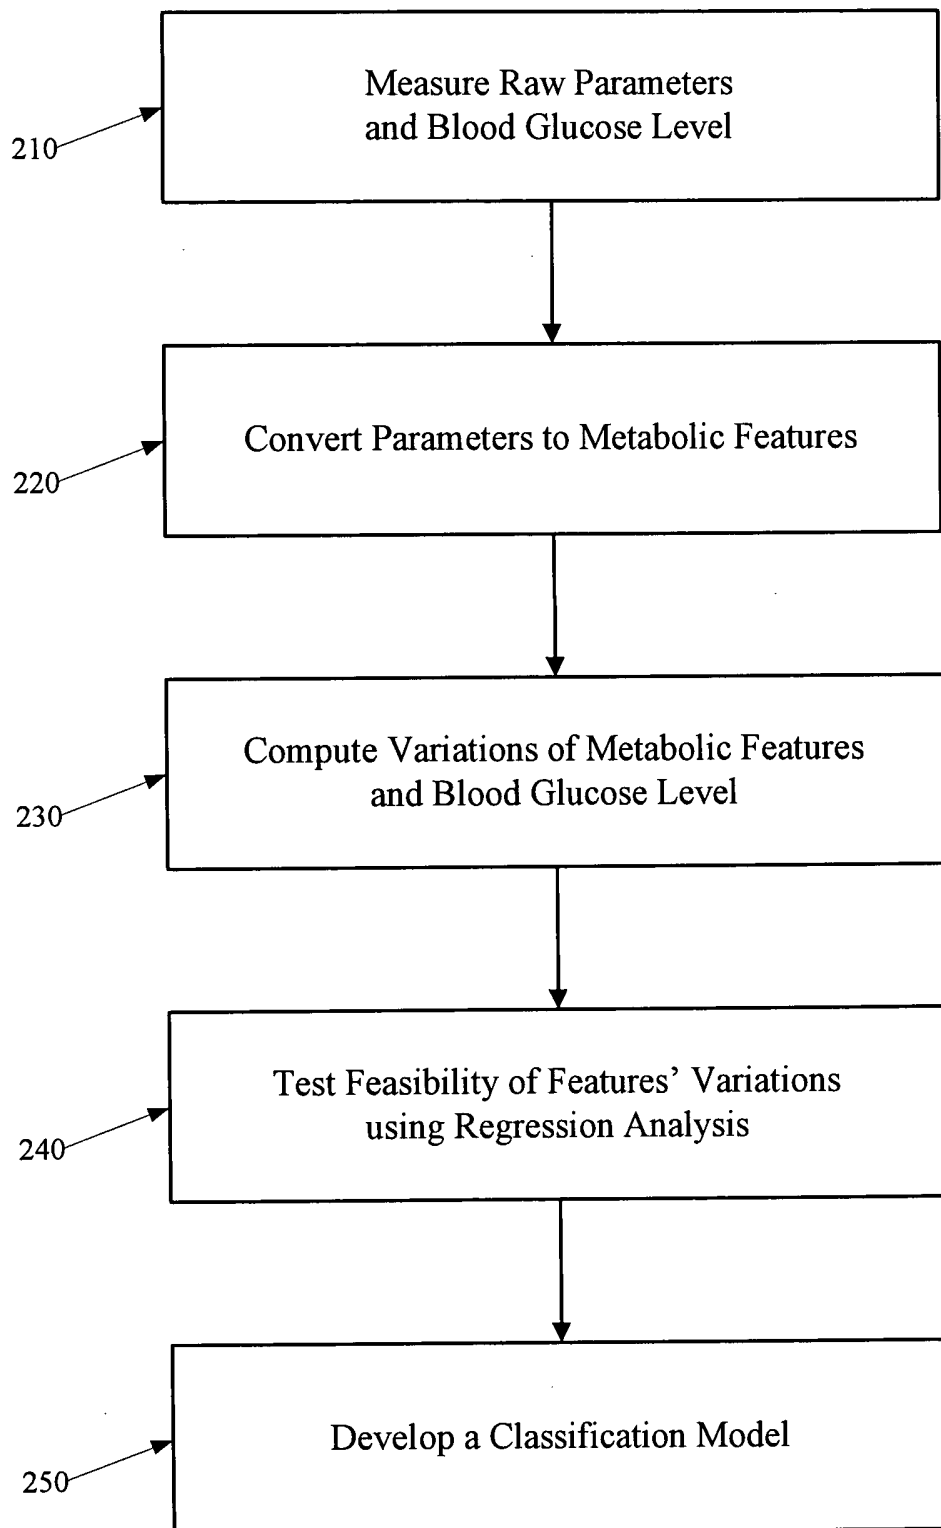 Measure Raw Parameters
and Blood Glucose Level
210
Convert Parameters to Metabolic Features
220
Compute Variations of Metabolic Features
and Blood Glucose Level
230
Test Feasibility of Features’ Variations
using Regression Analysis
240
Develop a Classification Model
250